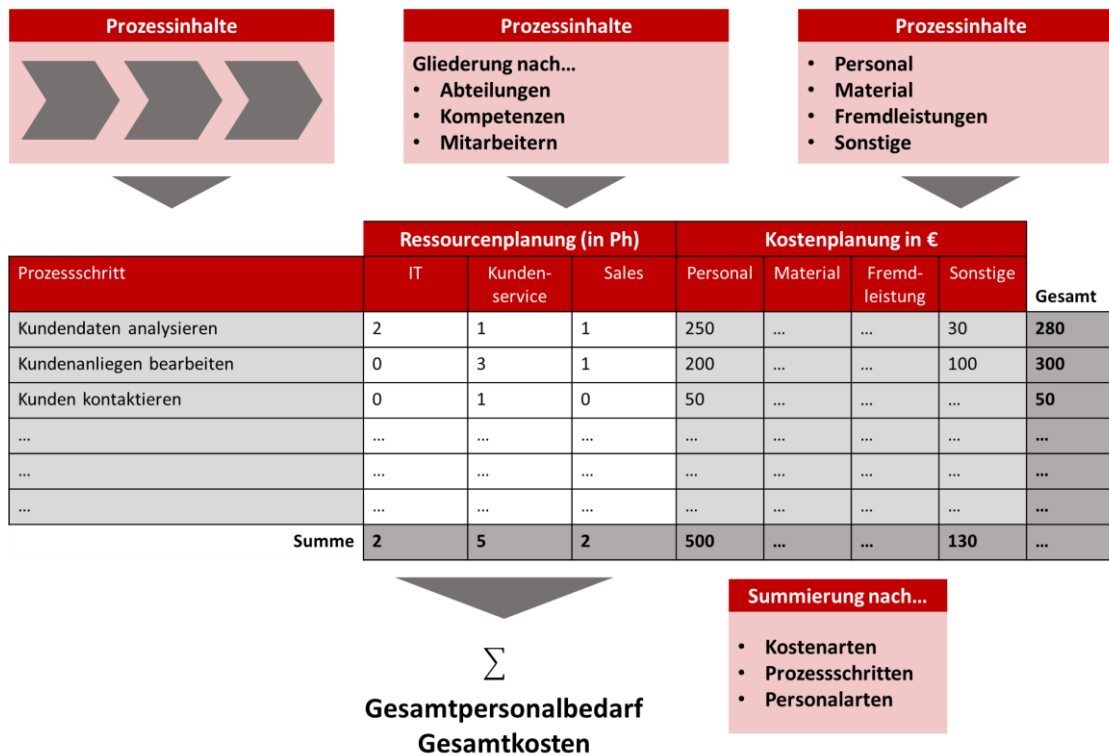 Prozessinhalte
Prozessinhalte
Gliederung nach…
• Abteilungen
• Kompetenzen
• Mitarbeitern
Prozessinhalte
• Personal
• Material
• Fremdleistungen
• Sonstige
Ressourcenplanung (in Ph) Kostenplanung in €
Prozessschritt IT Kunden-service Sales Personal Material Fremd-leistung Sonstige Gesamt
Kundendaten analysieren 2 1 1 250 … … 30 280
Kundenanliegen bearbeiten 0 3 1 200 … … 100 300
Kunden kontaktieren 0 1 0 50 … … … 50
… … … … … … … … …
… … … … … … … … …
… … … … … … … … …
Summe 2 5 2 500 … … 130 …
∑
Gesamtpersonalbedarf
Gesamtkosten
Summierung nach…
• Kostenarten
• Prozessschritten
• Personalarten